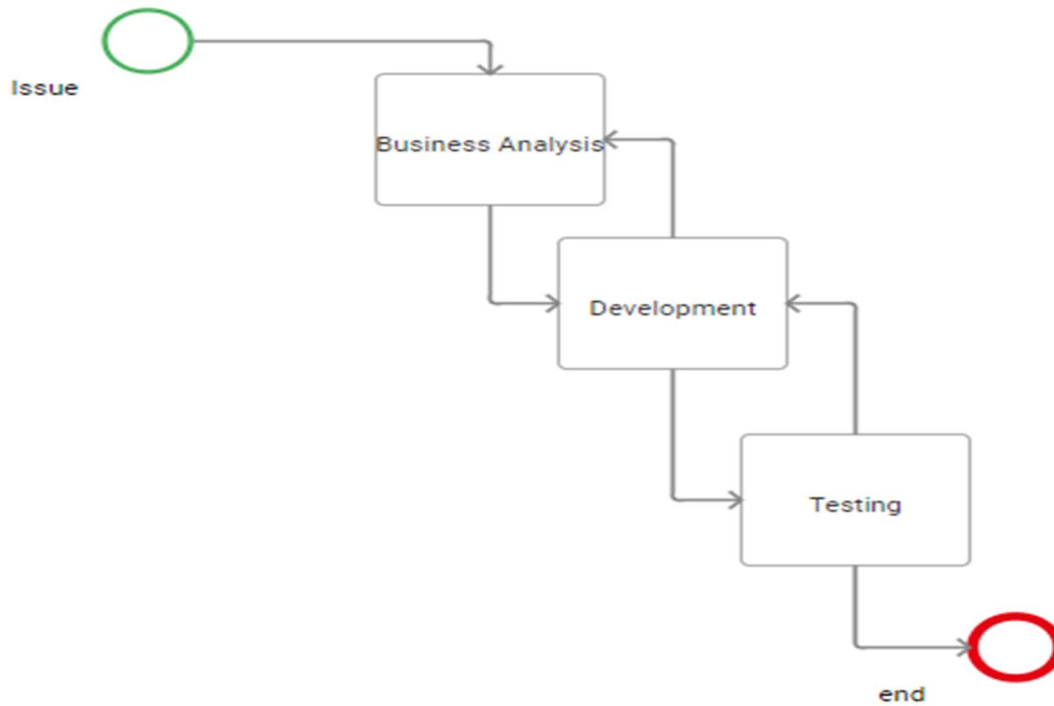 Issue
Business Analysis
Development
Testing
end